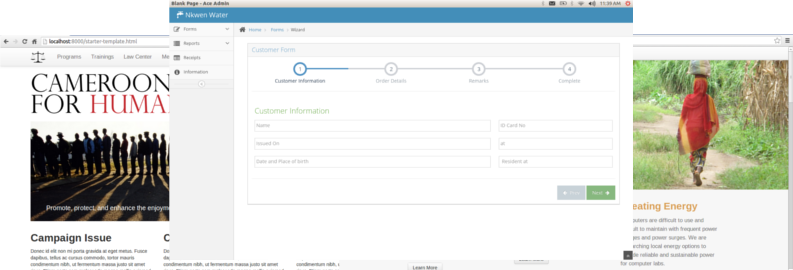 Blank Page - Ace Admin
11:39 AM
Nkwen Water
Forms
Reports
Receipts
Information
Home / Forms / Wizard
Customer Form
1
2
3
4
Customer Information
Order Details
Remarks
Complete
Customer Information
Name
ID Card No
Issued On
at
Date and Place of birth
Resident at
Next
localhost:8000/starter-template.html
Programs
Trainings
Law Center
Me
CAMEROON
FOR HUMA
Promote, protect, and enhance the enjoym
Campaign Issue
C
Donec id elit non mi porta gravida at eget metus. Fusce
dapibus, tellus ac cursus commodo, tortor mauris
condimentum nibh, ut fermentum massa justo sit amet
condimentum nibh, ut fermentum massa justo sit amet
condimentum nibh, u
Learn More
eating Energy
puters are difficult to use and
ult to maintain with frequent power
ges and power surges. We are
rching local energy options to
de reliable and sustainable power
for computer labs.